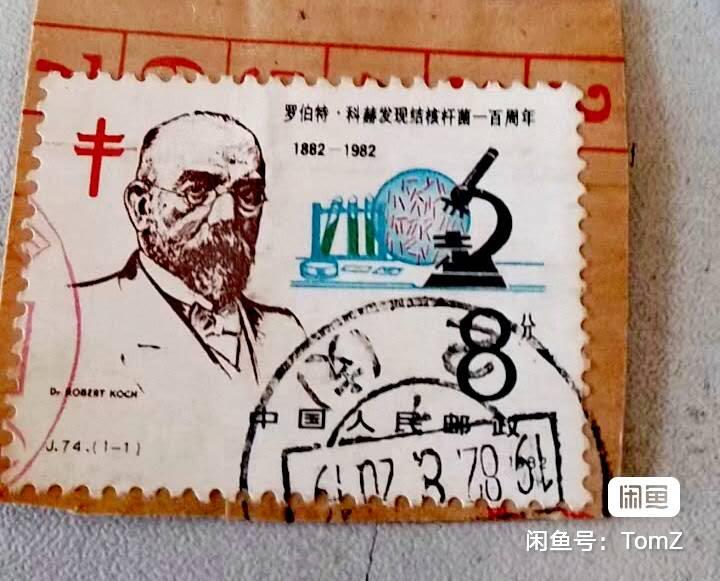 罗伯特·科赫发现结核杆菌一百周年
1882-1982
8分
Dr ROBERT KOCH
中国人民邮政
J.74.(1-1)
1982
闲鱼
闲鱼号:TomZ